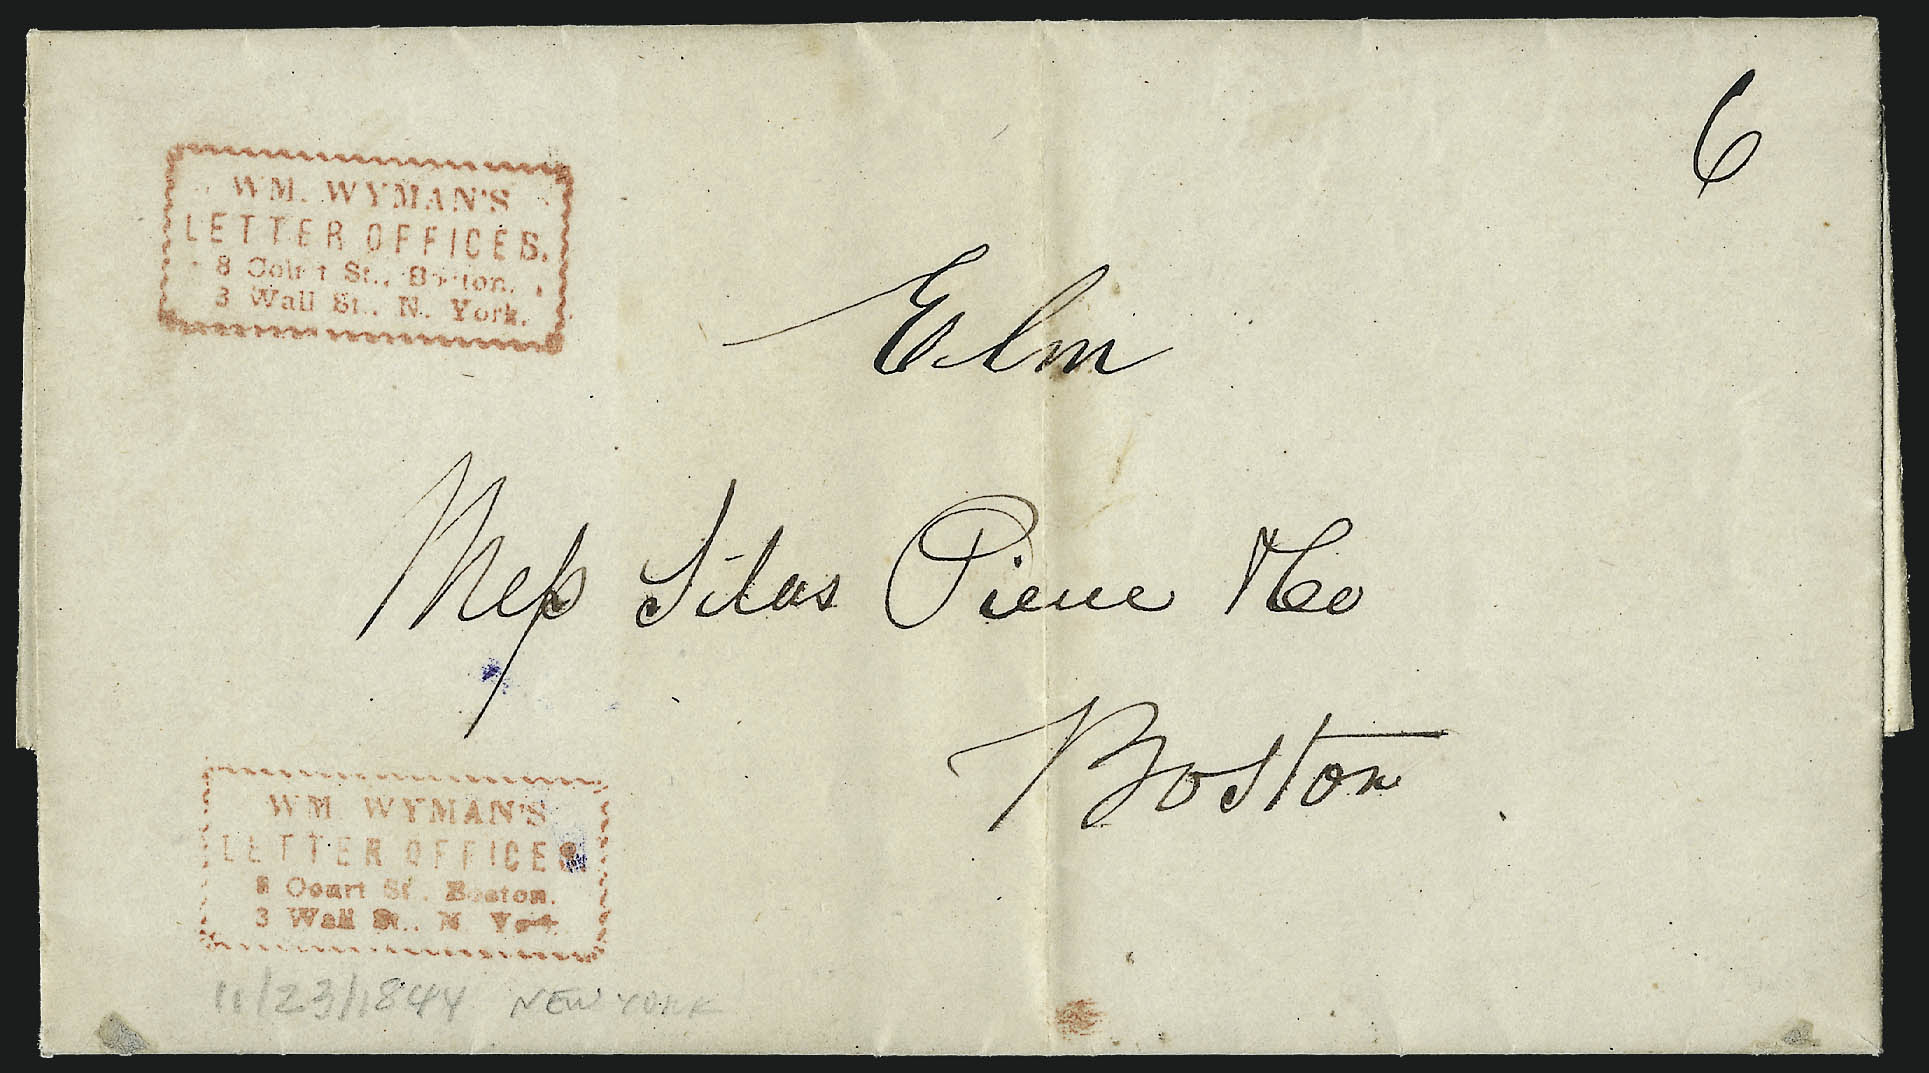 WM. WYMAN'S
LETTER OFFICES.
8 Court St., Boston.
3 Wall St., N. York.
6
Elm
Mess Silas Pierce & Co
Boston
WM. WYMAN'S
LETTER OFFICES.
8 Court St., Boston.
3 Wall St., N. York.
11/23/1844 NEW YORK